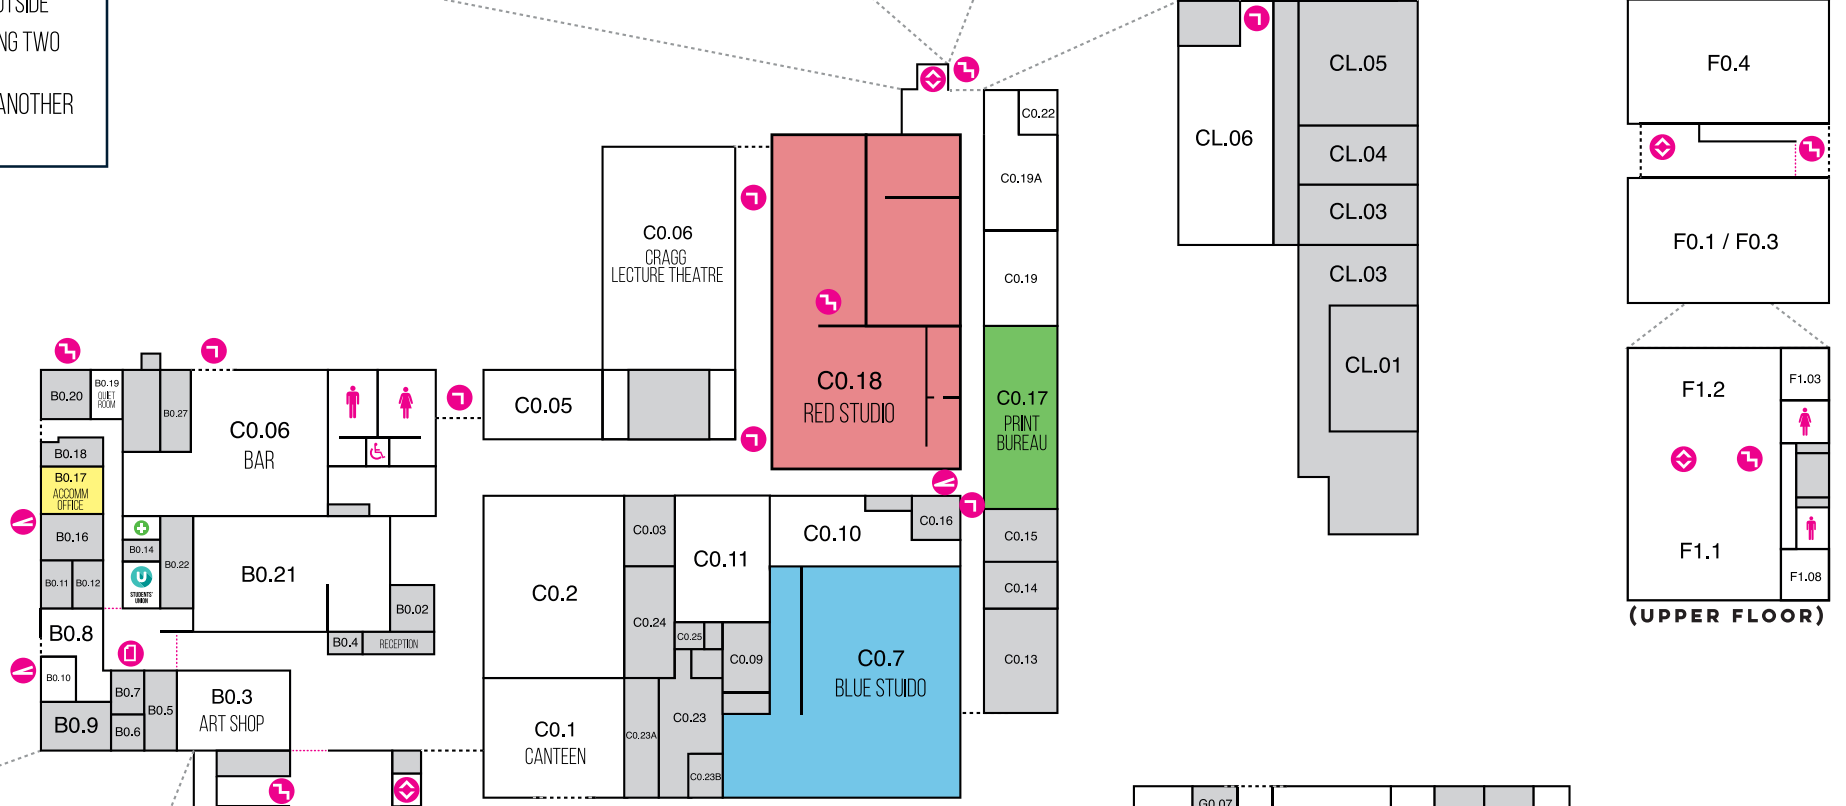 NG TWO
ANOTHER
C0.22
C0.19A
C0.19
C0.06
CRAGG
LECTURE THEATRE
C0.18
RED STUDIO
C0.17
PRINT
BUREAU
C0.05
CL.06
CL.05
CL.04
CL.03
CL.03
CL.01
F0.4
F0.1 / F0.3
F1.2
F1.03
F1.1
F1.08
(UPPER FLOOR)
B0.20
B0.19
QUIET
ROOM
B0.27
C0.06
BAR
B0.18
B0.17
ACCOMM
OFFICE
B0.16
B0.14
B0.22
B0.21
B0.11
B0.12
U
STUDENTS'
UNION
B0.02
B0.4
RECEPTION
B0.8
B0.10
B0.9
B0.7
B0.6
B0.5
B0.3
ART SHOP
C0.2
C0.03
C0.11
C0.10
C0.16
C0.15
C0.14
C0.13
C0.24
C0.25
C0.09
C0.7
BLUE STUIDO
C0.1
CANTEEN
C0.23A
C0.23
C0.23B
G0.07